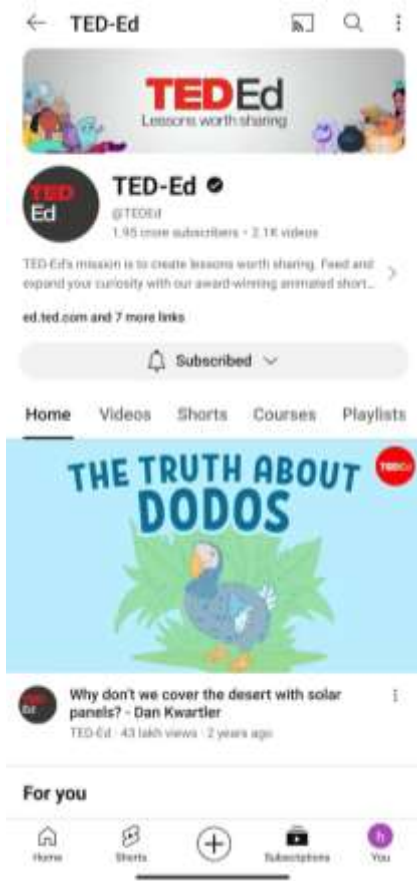 TED-Ed
TEDEd
Lessons worth sharing
TED
Ed
TED-Ed
@TEDEd
1.95 crore subscribers • 2.1K videos
TED-Ed's mission is to create lessons worth sharing. Feed and
expand your curiosity with our award-winning animated short...
ed.ted.com and 7 more links
Subscribed
Home Videos Shorts Courses Playlists
THE TRUTH ABOUT
DODOS
TEDEd
TED
Ed
Why don't we cover the desert with solar
panels? - Dan Kwartler
TED-Ed · 43 lakh views · 2 years ago
For you
h
Home Shorts Subscriptions You